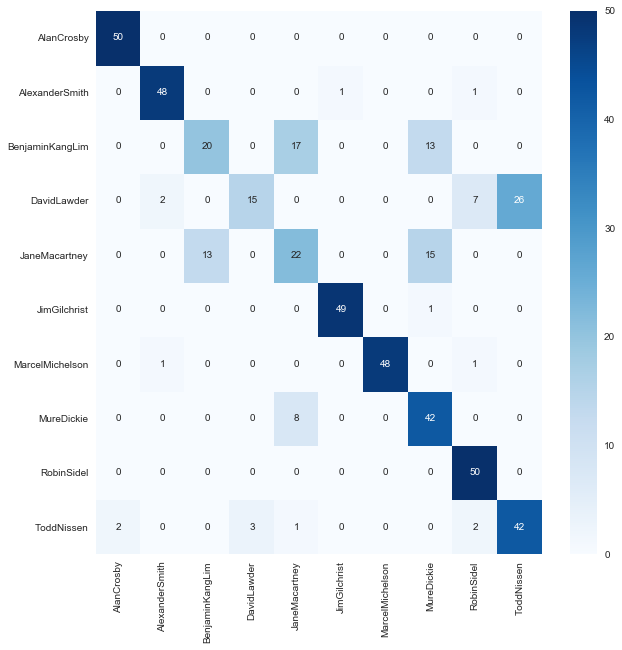 AlanCrosby 50 0 0 0 0 0 0 0 0 0
AlexanderSmith 0 48 0 0 0 1 0 0 1 0
BenjaminKangLim 0 0 20 0 17 0 0 13 0 0
DavidLawder 0 2 0 15 0 0 0 0 7 26
JaneMacartney 0 0 13 0 22 0 0 15 0 0
JimGilchrist 0 0 0 0 0 49 0 1 0 0
MarcelMichelson 0 1 0 0 0 0 48 0 1 0
MureDickie 0 0 0 0 8 0 0 42 0 0
RobinSidel 0 0 0 0 0 0 0 0 50 0
ToddNissen 2 0 0 3 1 0 0 0 2 42
AlanCrosby
AlexanderSmith
BenjaminKangLim
DavidLawder
JaneMacartney
JimGilchrist
MarcelMichelson
MureDickie
RobinSidel
ToddNissen
50
40
30
20
10
0